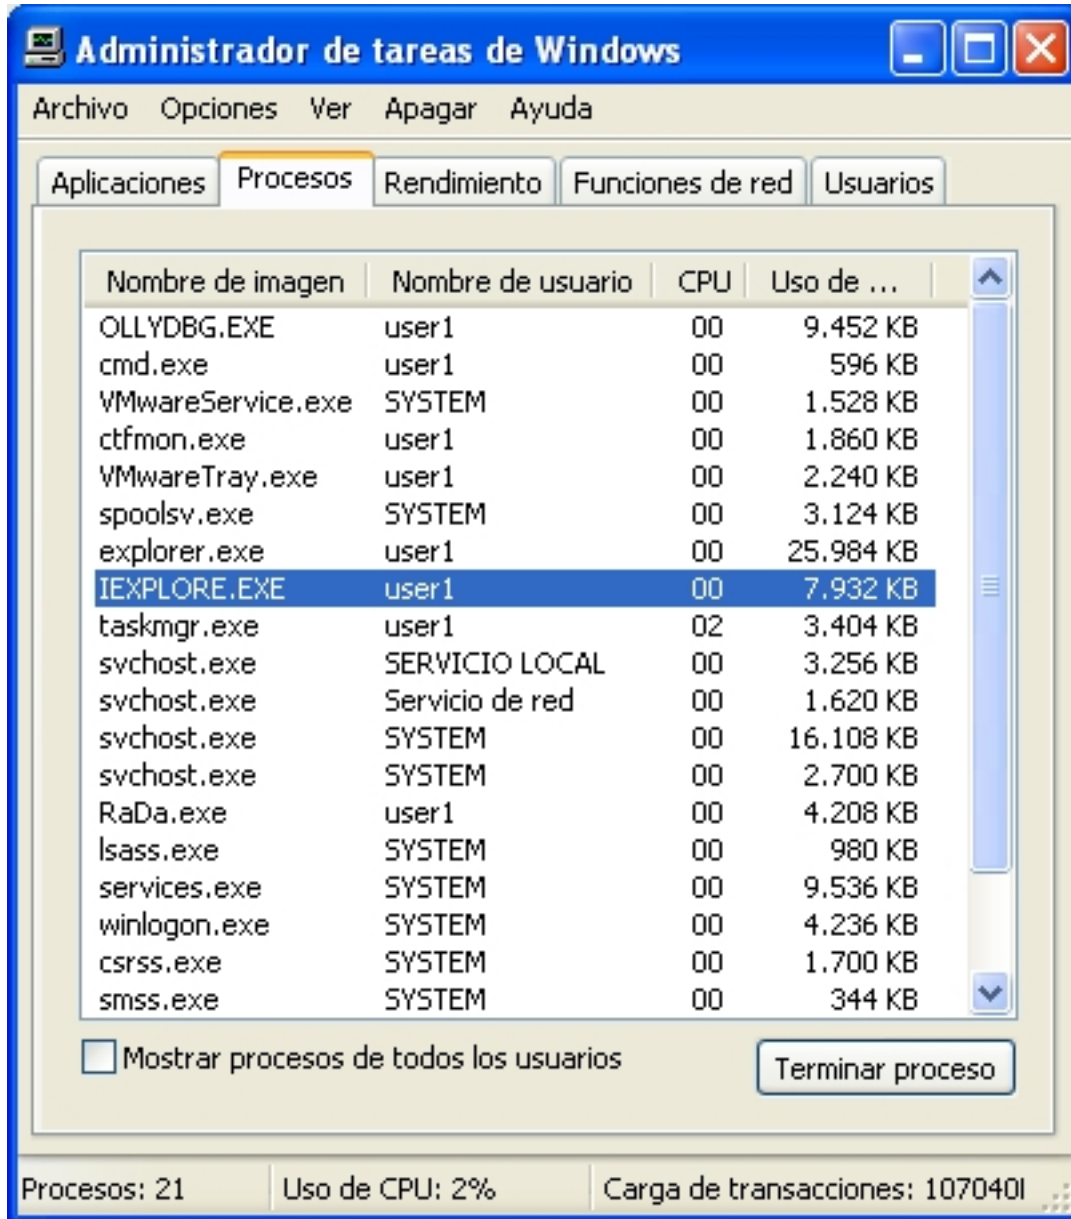 Administrador de tareas de Windows
Archivo Opciones Ver Apagar Ayuda
Aplicaciones Procesos Rendimiento Funciones de red Usuarios
Nombre de imagen Nombre de usuario CPU Uso de ...
OLLYDBG.EXE user1 00 9.452 KB
cmd.exe user1 00 596 KB
VMwareService.exe SYSTEM 00 1.528 KB
ctfmon.exe user1 00 1.860 KB
VMwareTray.exe user1 00 2.240 KB
spoolsv.exe SYSTEM 00 3.124 KB
explorer.exe user1 00 25.984 KB
IEXPLORE.EXE user1 00 7.932 KB
taskmgr.exe user1 02 3.404 KB
svchost.exe SERVICIO LOCAL 00 3.256 KB
svchost.exe Servicio de red 00 1.620 KB
svchost.exe SYSTEM 00 16.108 KB
svchost.exe SYSTEM 00 2.700 KB
RaDa.exe user1 00 4.208 KB
lsass.exe SYSTEM 00 980 KB
services.exe SYSTEM 00 9.536 KB
winlogon.exe SYSTEM 00 4.236 KB
csrss.exe SYSTEM 00 1.700 KB
smss.exe SYSTEM 00 344 KB
Mostrar procesos de todos los usuarios Terminar proceso
Procesos: 21 Uso de CPU: 2% Carga de transacciones: 107040